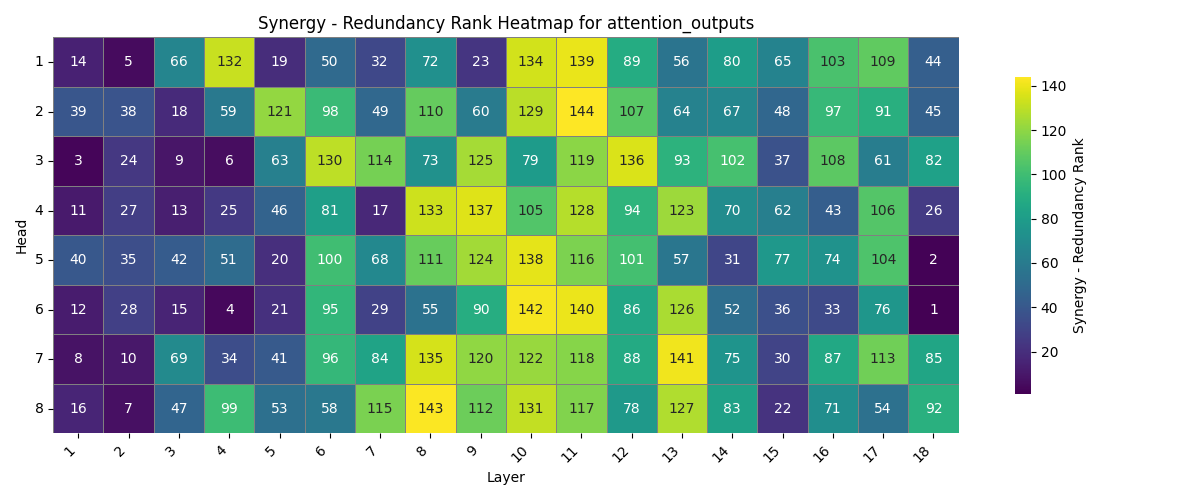 Synergy - Redundancy Rank Heatmap for attention_outputs
1 14 5 66 132 19 50 32 72 23 134 139 89 56 80 65 103 109 44
2 39 38 18 59 121 98 49 110 60 129 144 107 64 67 48 97 91 45
3 3 24 9 6 63 130 114 73 125 79 119 136 93 102 37 108 61 82
4 11 27 13 25 46 81 17 133 137 105 128 94 123 70 62 43 106 26
5 40 35 42 51 20 100 68 111 124 138 116 101 57 31 77 74 104 2
6 12 28 15 4 21 95 29 55 90 142 140 86 126 52 36 33 76 1
7 8 10 69 34 41 96 84 135 120 122 118 88 141 75 30 87 113 85
8 16 7 47 99 53 58 115 143 112 131 117 78 127 83 22 71 54 92
1 2 3 4 5 6 7 8 9 10 11 12 13 14 15 16 17 18
Layer
Head
140
120
100
80
60
40
20
Synergy - Redundancy Rank